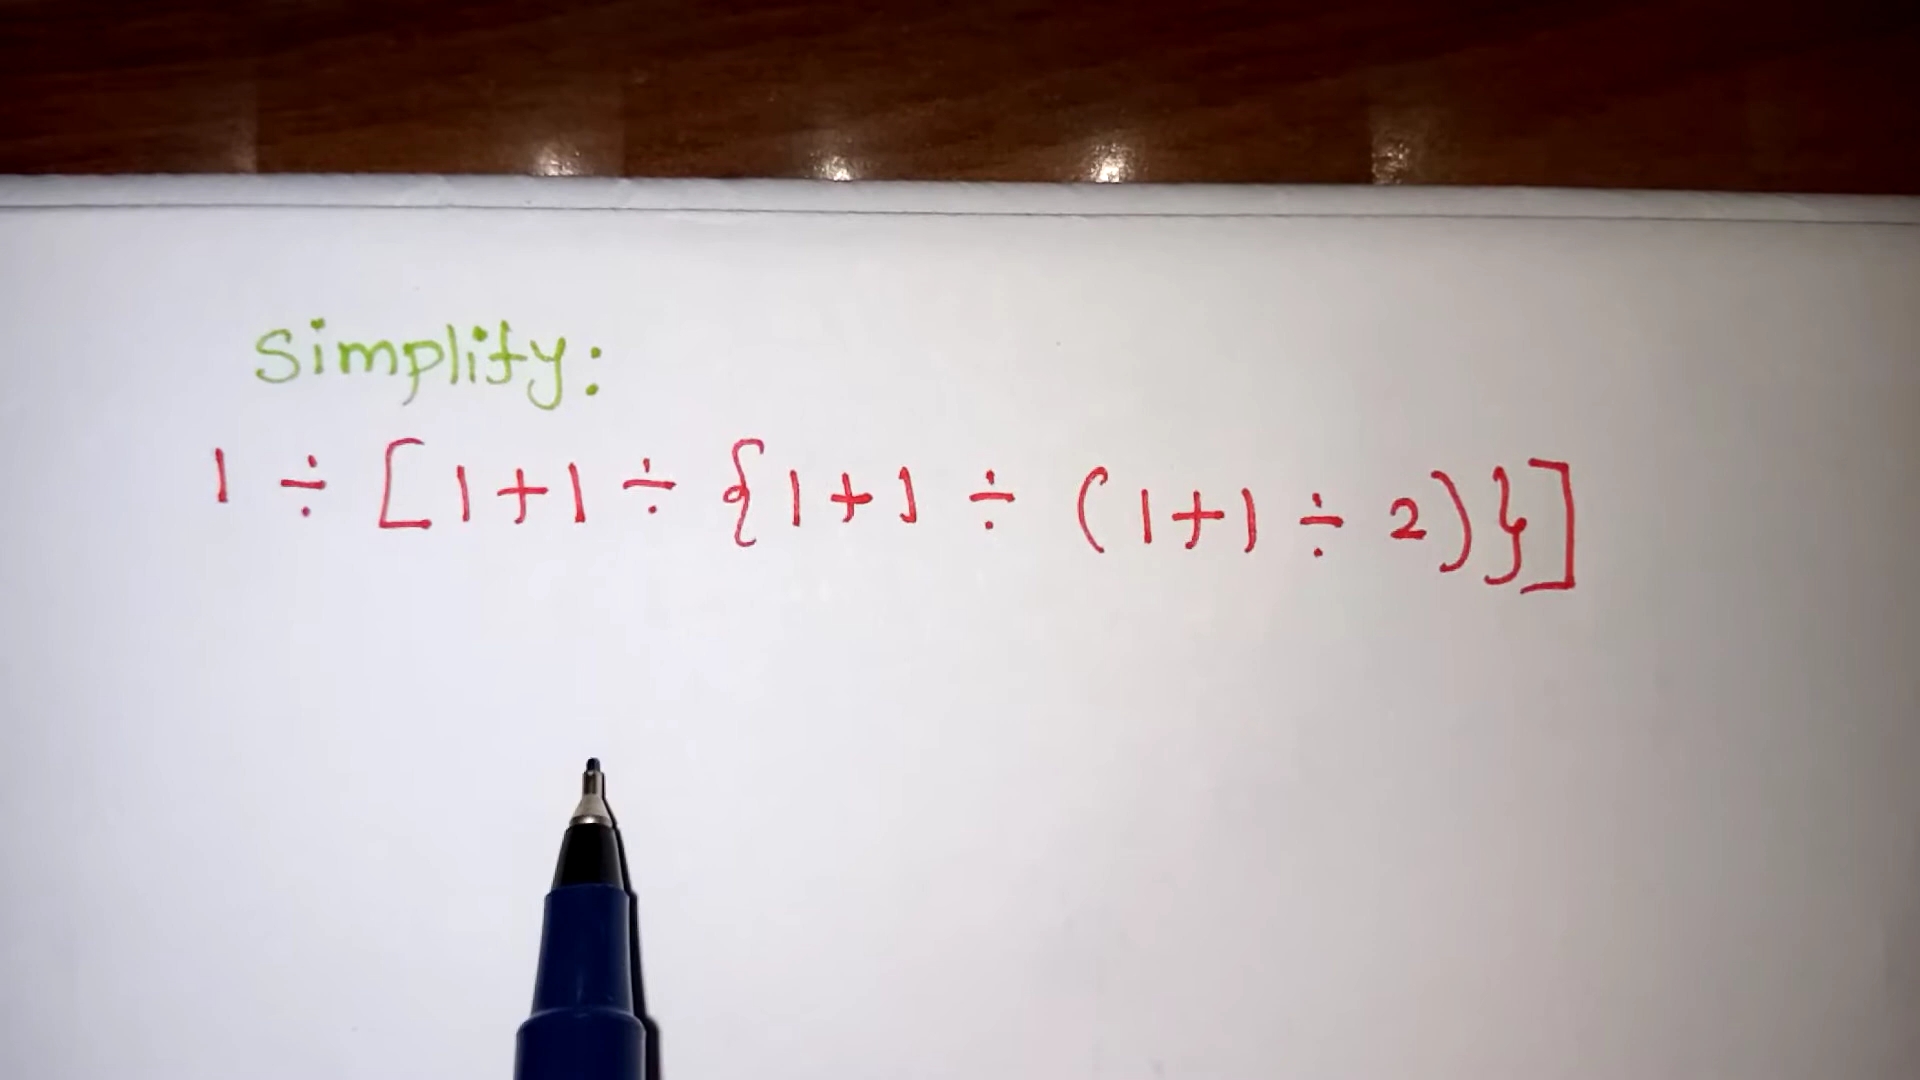 Simplify:
1 ÷ [1+1 ÷ {1+1 ÷ (1+1 ÷ 2)}]